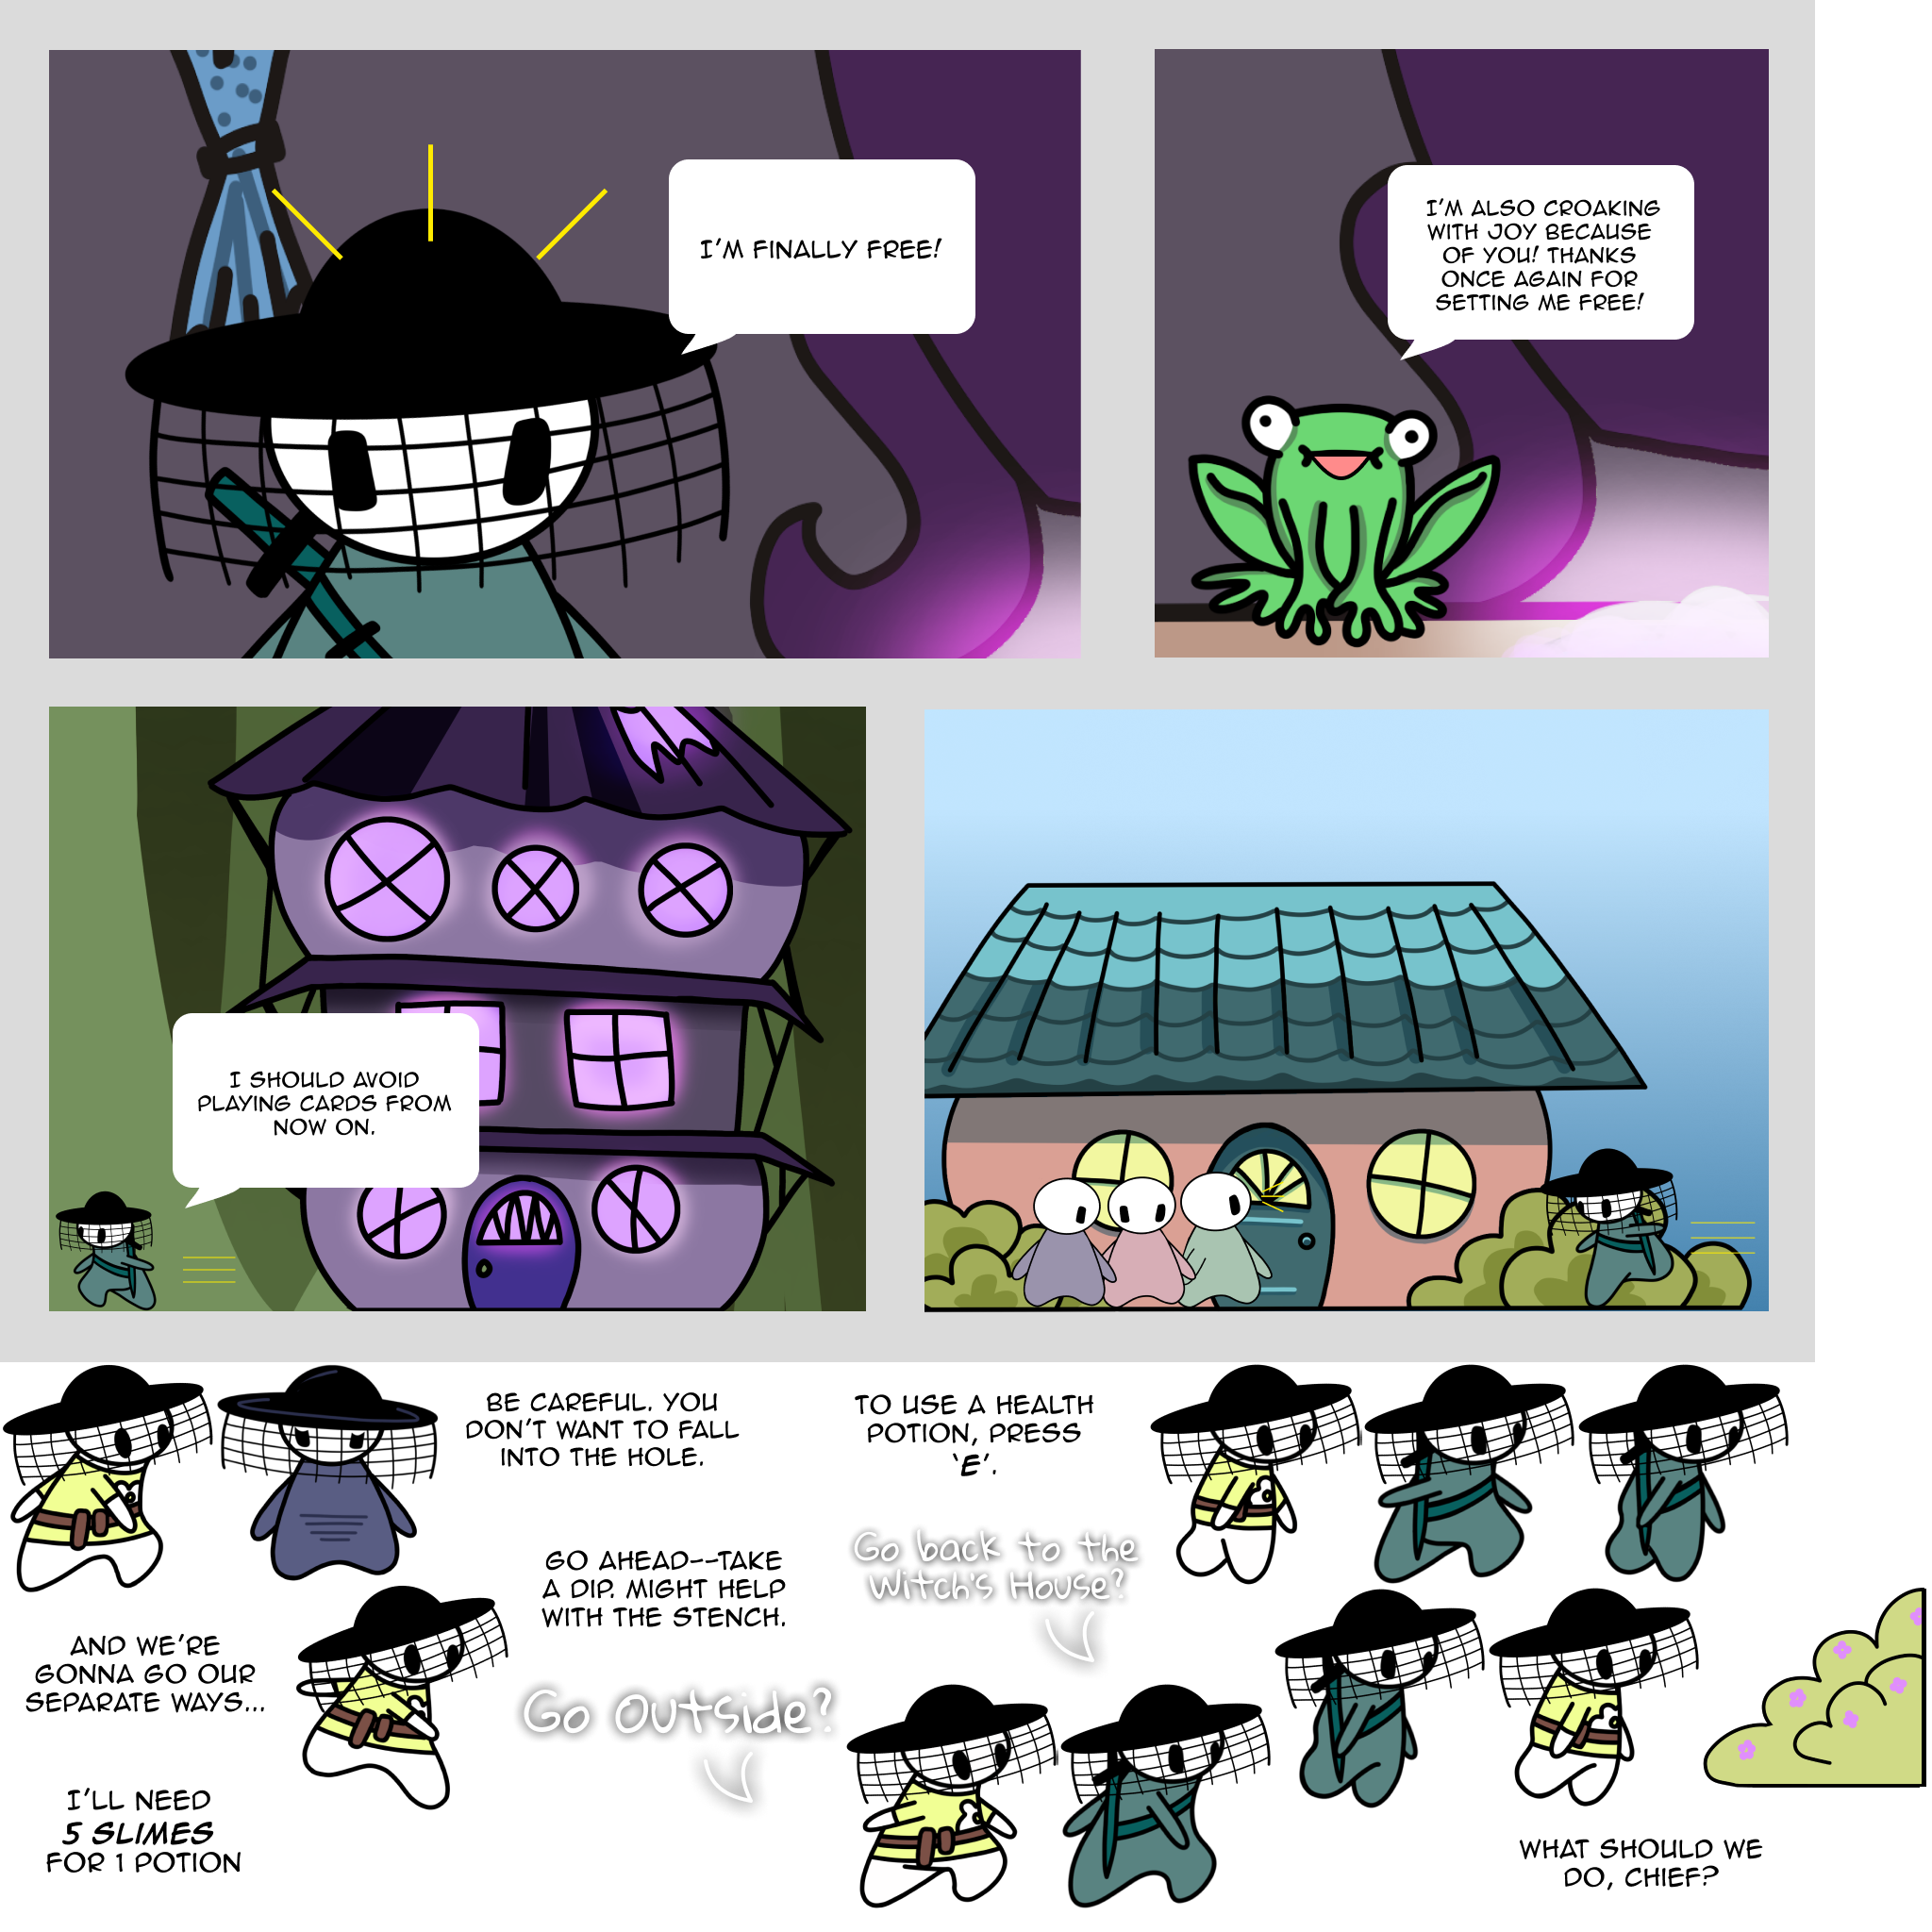 I'M FINALLY FREE!
I'M ALSO CROAKING
WITH JOY BECAUSE
OF YOU! THANKS
ONCE AGAIN FOR
SETTING ME FREE!
I SHOULD AVOID
PLAYING CARDS FROM
NOW ON.
BE CAREFUL. YOU
DON'T WANT TO FALL
INTO THE HOLE.
TO USE A HEALTH
POTION, PRESS
'E'.
GO AHEAD--TAKE
A DIP. MIGHT HELP
WITH THE STENCH.
Go back to the
Witch's House?
AND WE'RE
GONNA GO OUR
SEPARATE WAYS...
Go Outside?
I'LL NEED
5 SLIMES
FOR 1 POTION
WHAT SHOULD WE
DO, CHIEF?